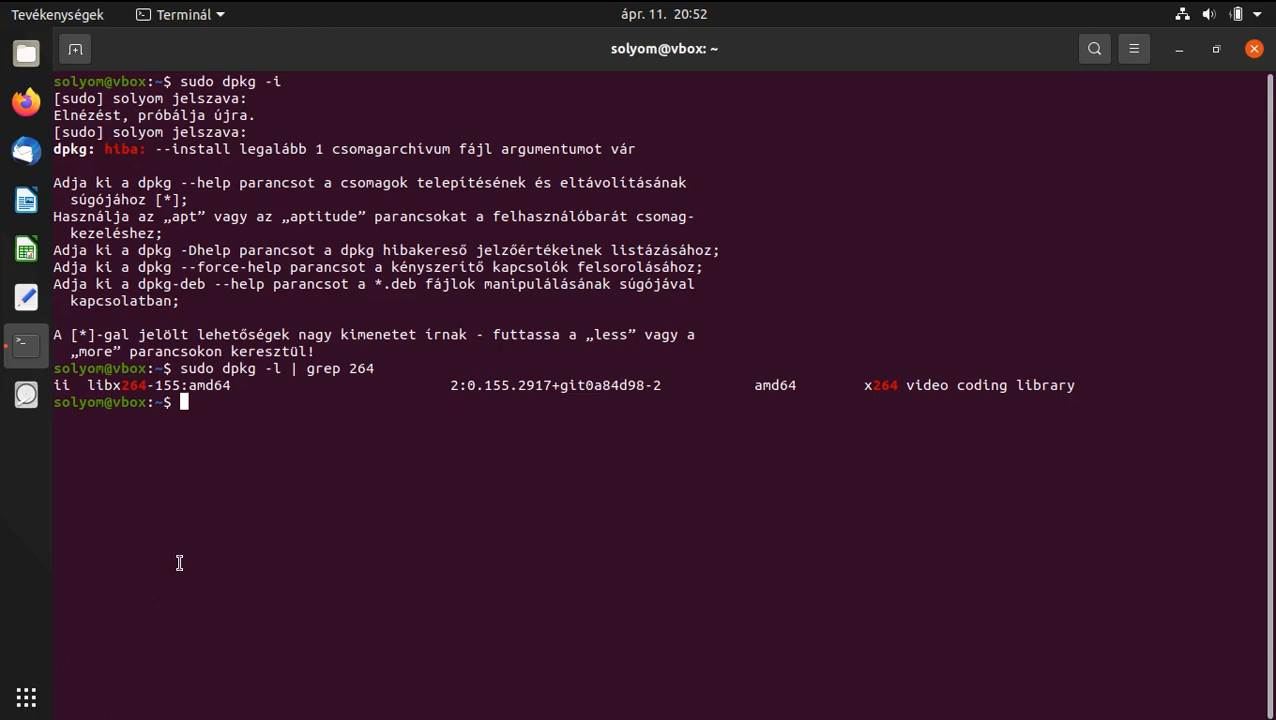 Tevékenységek
Terminál
ápr. 11. 20:52
solyom@vbox: ~
solyom@vbox:~$ sudo dpkg -i
[sudo] solyom jelszava:
Elnézést, próbálja újra.
[sudo] solyom jelszava:
dpkg: hiba: --install legalább 1 csomagarchívum fájl argumentumot vár
Adja ki a dpkg --help parancsot a csomagok telepítésének és eltávolításának
súgójához [*];
Használja az „apt” vagy az „aptitude” parancsokat a felhasználóbarát csomag-
kezeléshez;
Adja ki a dpkg -Dhelp parancsot a dpkg hibakereső jelzőértékeinek listázásához;
Adja ki a dpkg --force-help parancsot a kényszerítő kapcsolók felsorolásához;
Adja ki a dpkg-deb --help parancsot a *.deb fájlok manipulálásának súgójával
kapcsolatban;
A [*]-gal jelölt lehetőségek nagy kimenetet írnak - futtassa a „less” vagy a
„more” parancsokon keresztül!
solyom@vbox:~$ sudo dpkg -l | grep 264
ii libx264-155:amd64 2:0.155.2917+git0a84d98-2 amd64 x264 video coding library
solyom@vbox:~$